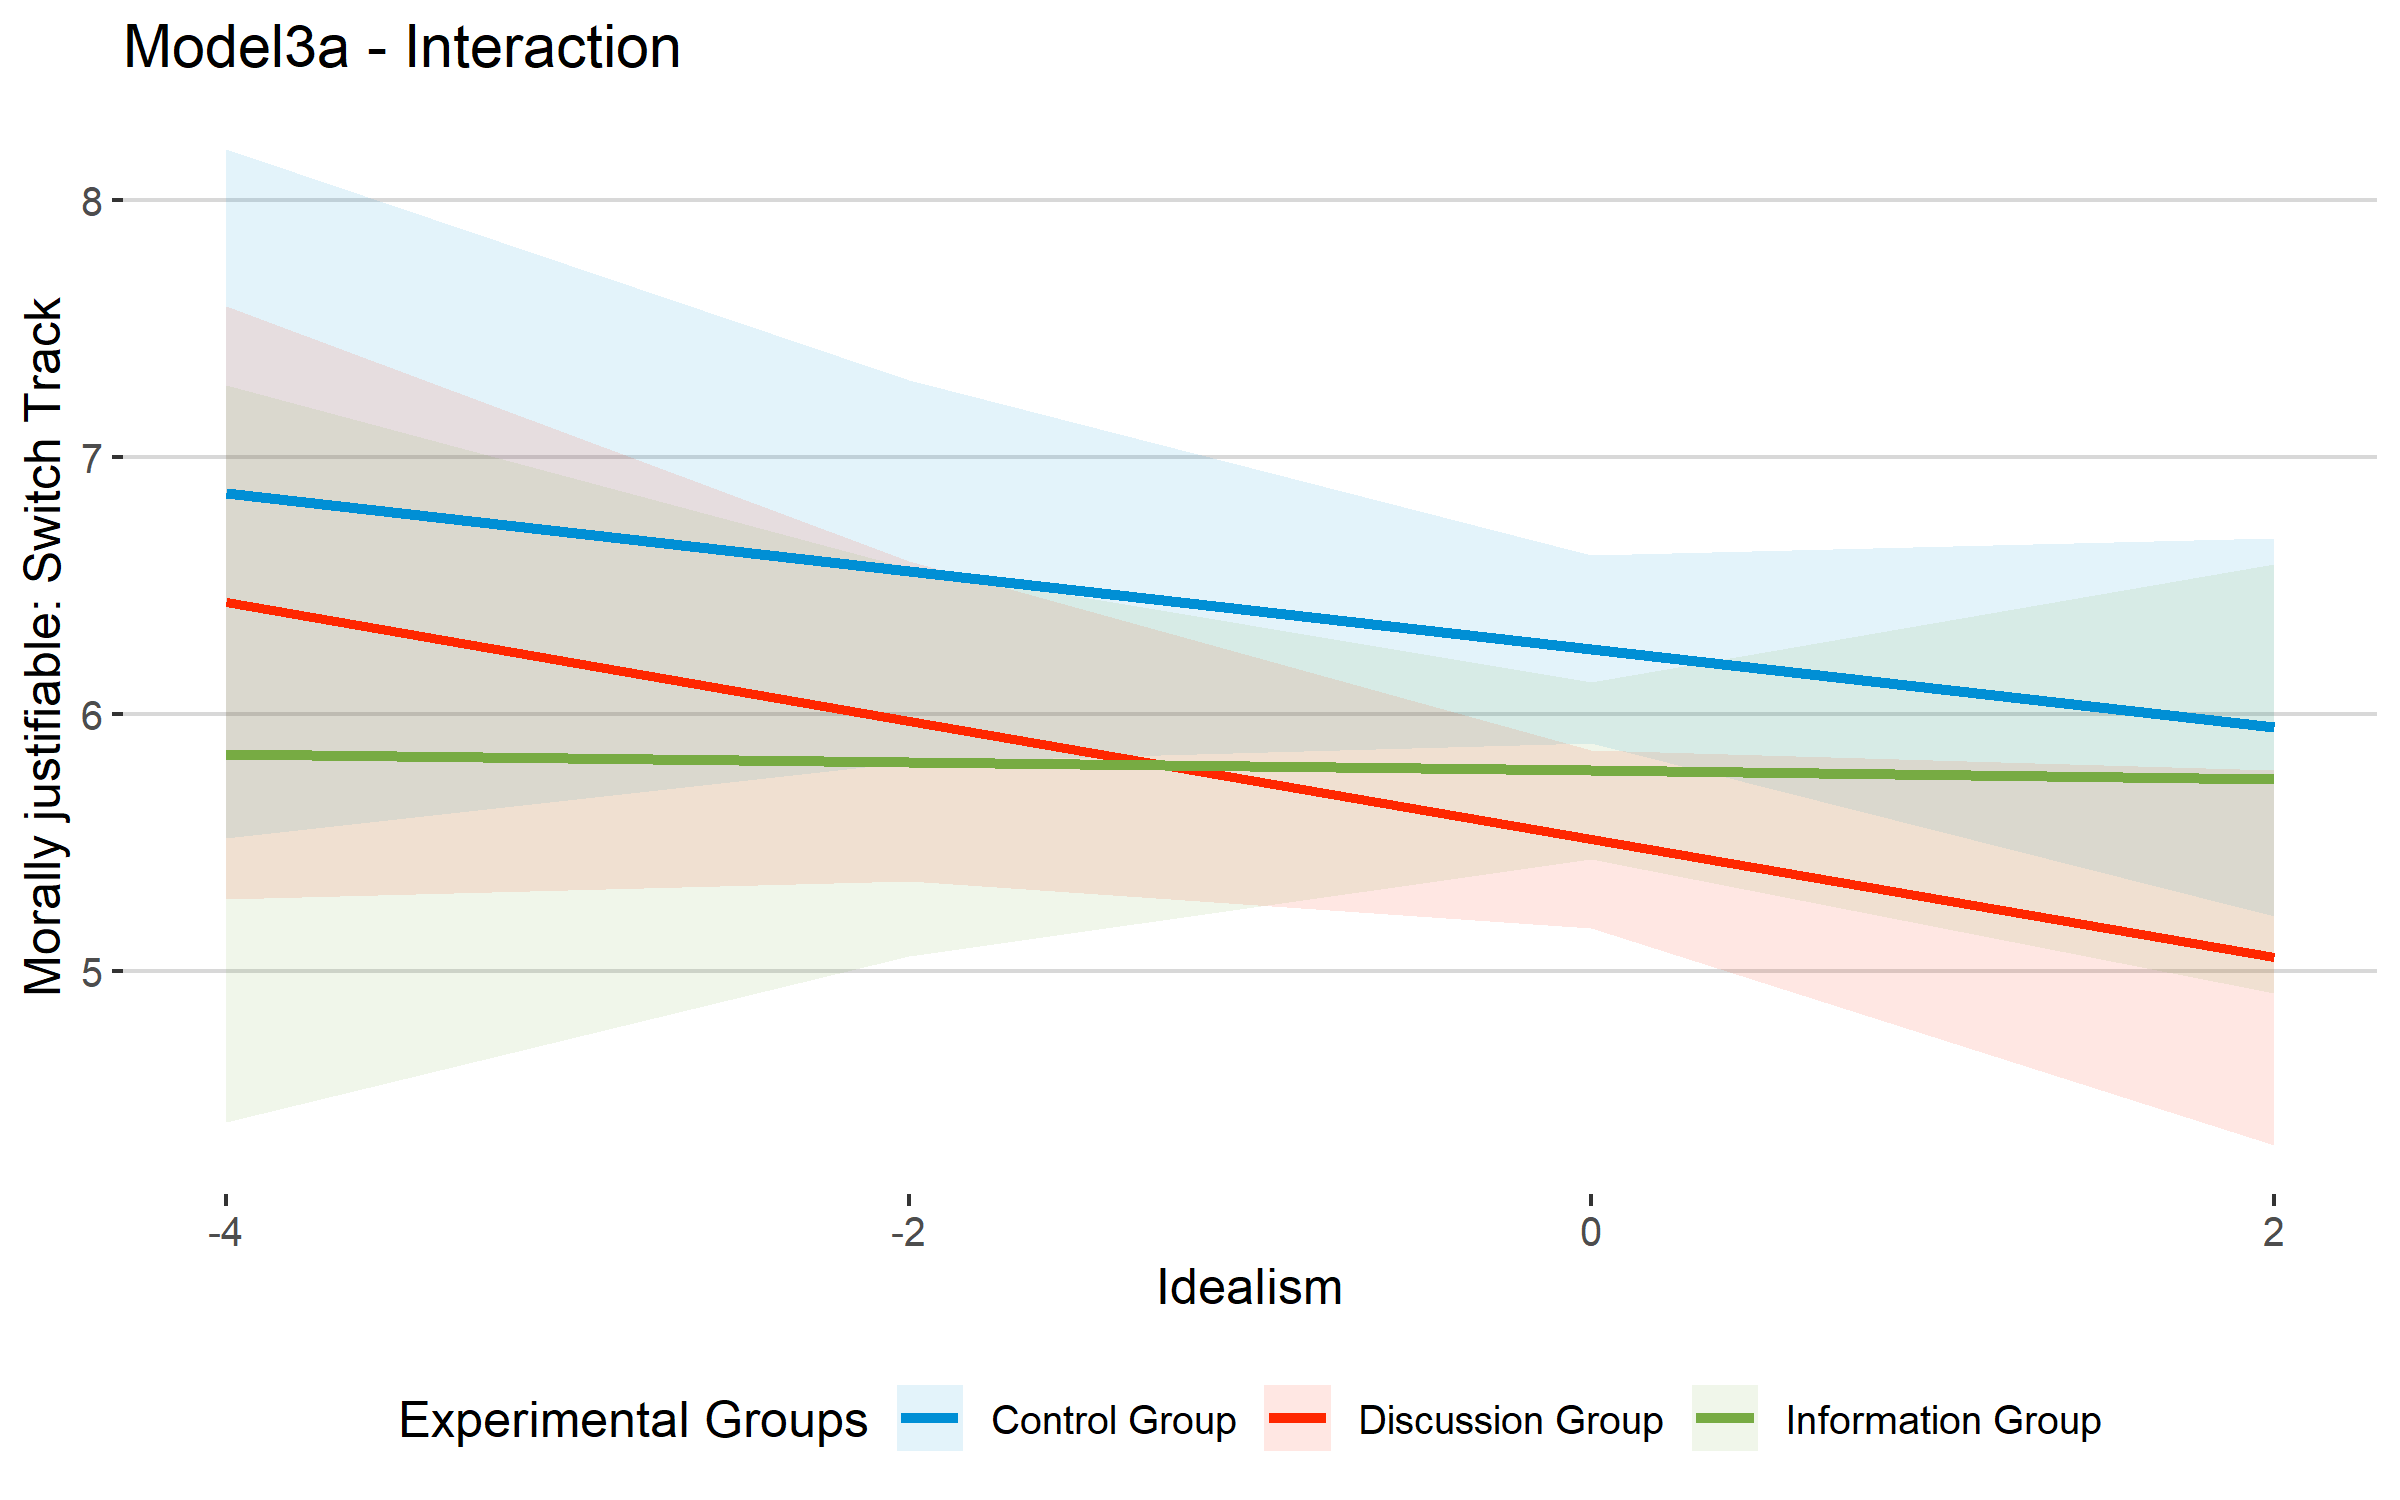 Model3a - Interaction
Morally justifiable: Switch Track
8
7
6
5
-4
-2
0
2
Idealism
Experimental Groups
Control Group
Discussion Group
Information Group